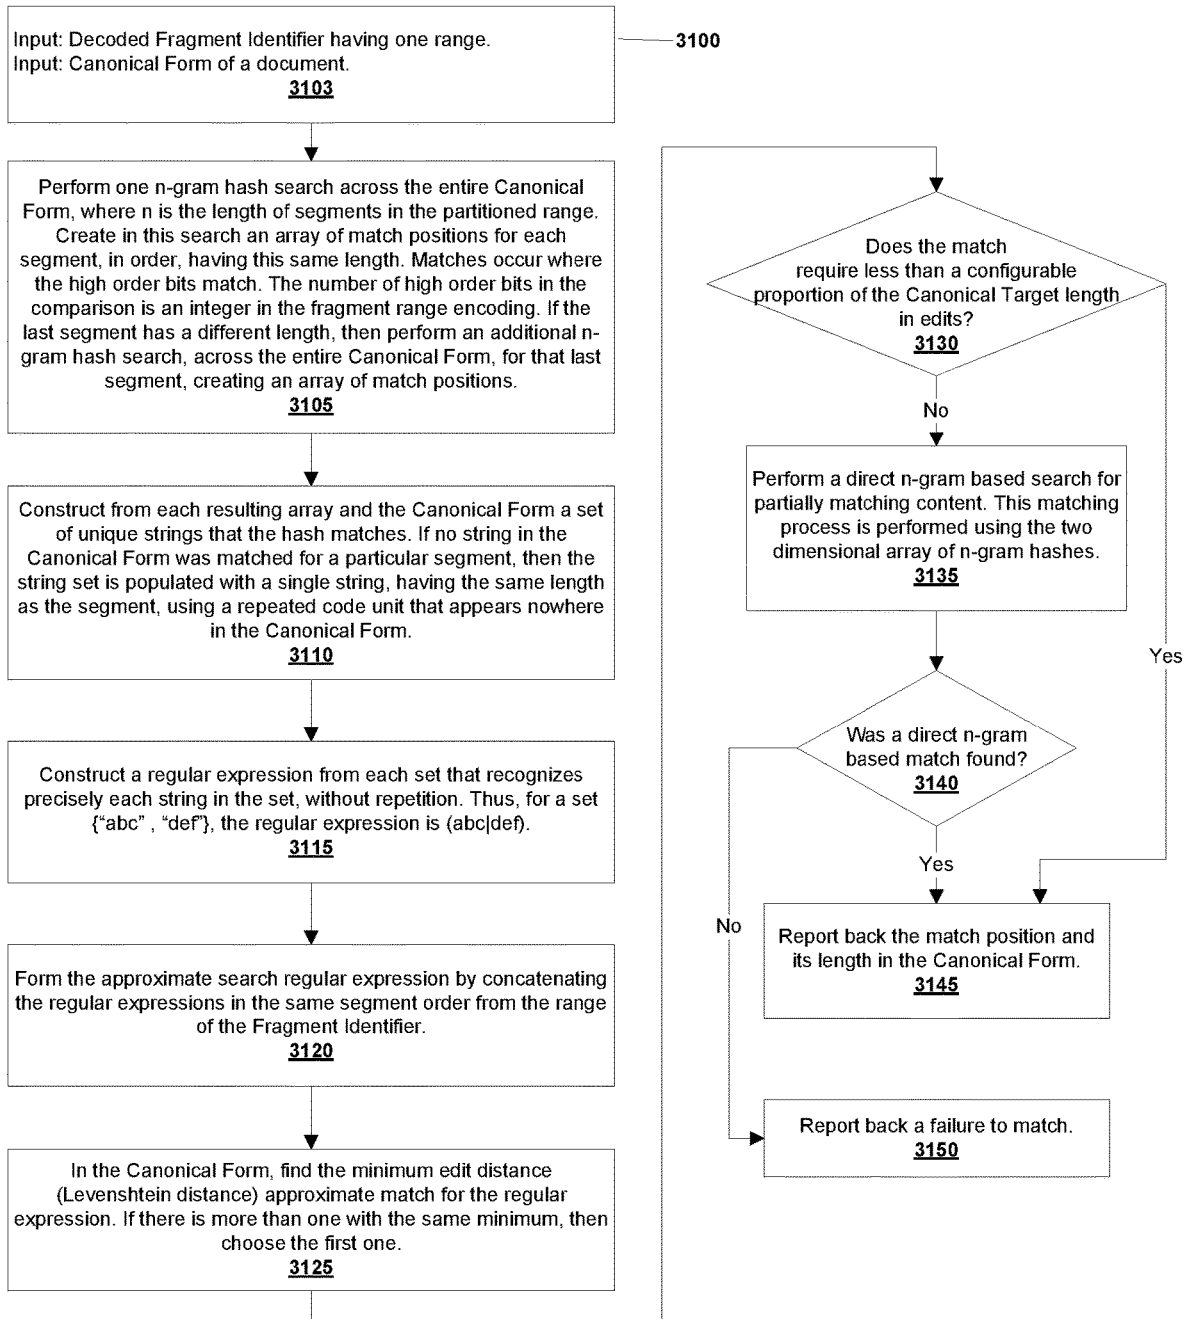 Input: Decoded Fragment Identifier having one range.
Input: Canonical Form of a document.
3103
3100
Perform one n-gram hash search across the entire Canonical
Form, where n is the length of segments in the partitioned range.
Create in this search an array of match positions for each
segment, in order, having this same length. Matches occur where
the high order bits match. The number of high order bits in the
comparison is an integer in the fragment range encoding. If the
last segment has a different length, then perform an additional n-
gram hash search, across the entire Canonical Form, for that last
segment, creating an array of match positions.
3105
Construct from each resulting array and the Canonical Form a set
of unique strings that the hash matches. If no string in the
Canonical Form was matched for a particular segment, then the
string set is populated with a single string, having the same length
as the segment, using a repeated code unit that appears nowhere
in the Canonical Form.
3110
Construct a regular expression from each set that recognizes
precisely each string in the set, without repetition. Thus, for a set
{“abc” , “def”}, the regular expression is (abc|def).
3115
Form the approximate search regular expression by concatenating
the regular expressions in the same segment order from the range
of the Fragment Identifier.
3120
In the Canonical Form, find the minimum edit distance
(Levenshtein distance) approximate match for the regular
expression. If there is more than one with the same minimum, then
choose the first one.
3125
Does the match
require less than a configurable
proportion of the Canonical Target length
in edits?
3130
No
Perform a direct n-gram based search for
partially matching content. This matching
process is performed using the two
dimensional array of n-gram hashes.
3135
Yes
Was a direct n-gram
based match found?
3140
Yes
No
Report back the match position and
its length in the Canonical Form.
3145
Report back a failure to match.
3150